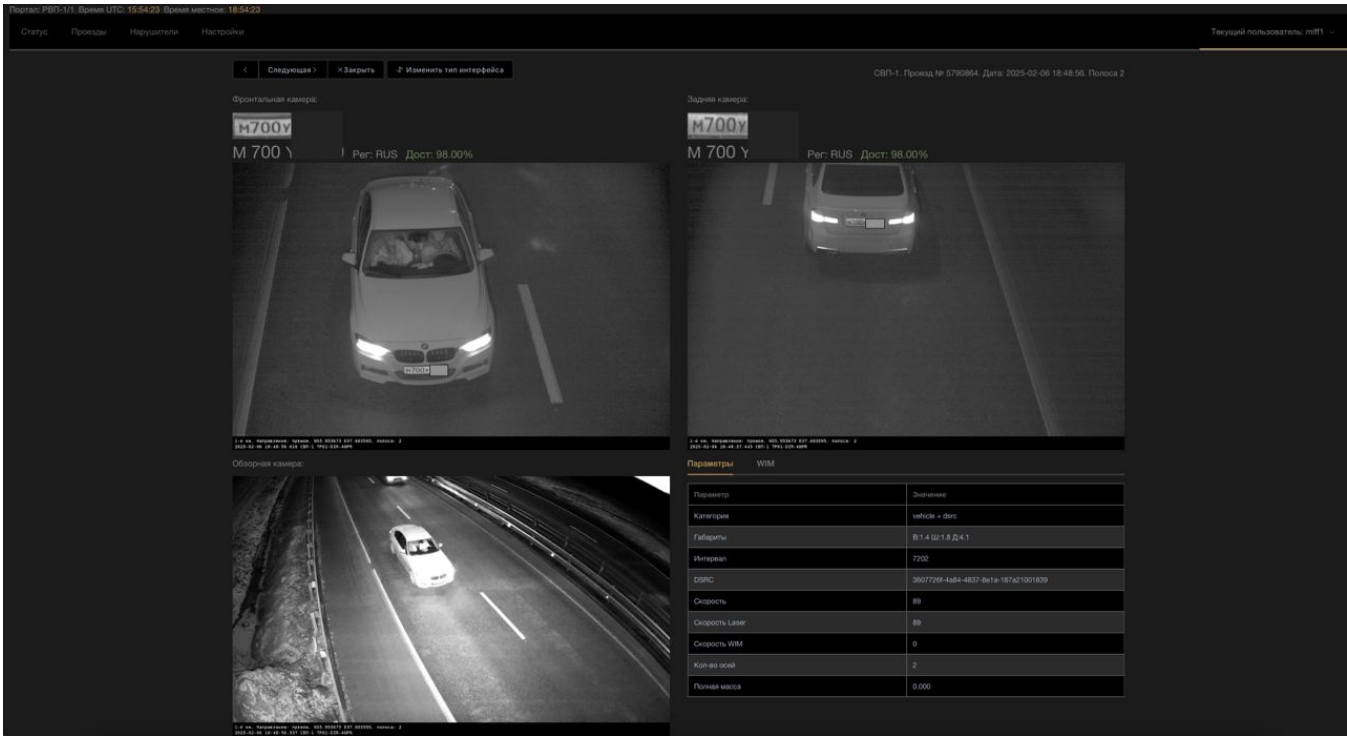 Портал: РВП-1/1 Время UTC: 15:54:23 Время местное: 18:54:23
Статус Проезды Нарушители Настройки Текущий пользователь: mff1
< Следующая > ×Закрыть Изменить тип интерфейса
СВП-1. Проезд № 5790864. Дата: 2025-02-06 18:48:56. Полоса 2
Фронтальная камера:
М700У
М 700 Рег: RUS Дост: 98.00%
М700У
Задняя камера:
М700У
М 700 У Рег: RUS Дост: 98.00%
Обзорная камера:
Параметры WIM
Параметр Значение
Категория vehicle + dsrc
Габариты В:1.4 Ш:1.8 Д:4.1
Интервал 7202
DSRC 3607726f-4a84-4837-8e1a-187a21001839
Скорость 89
Скорость Laser 89
Скорость WIM 0
Кол-во осей 2
Полная масса 0.000